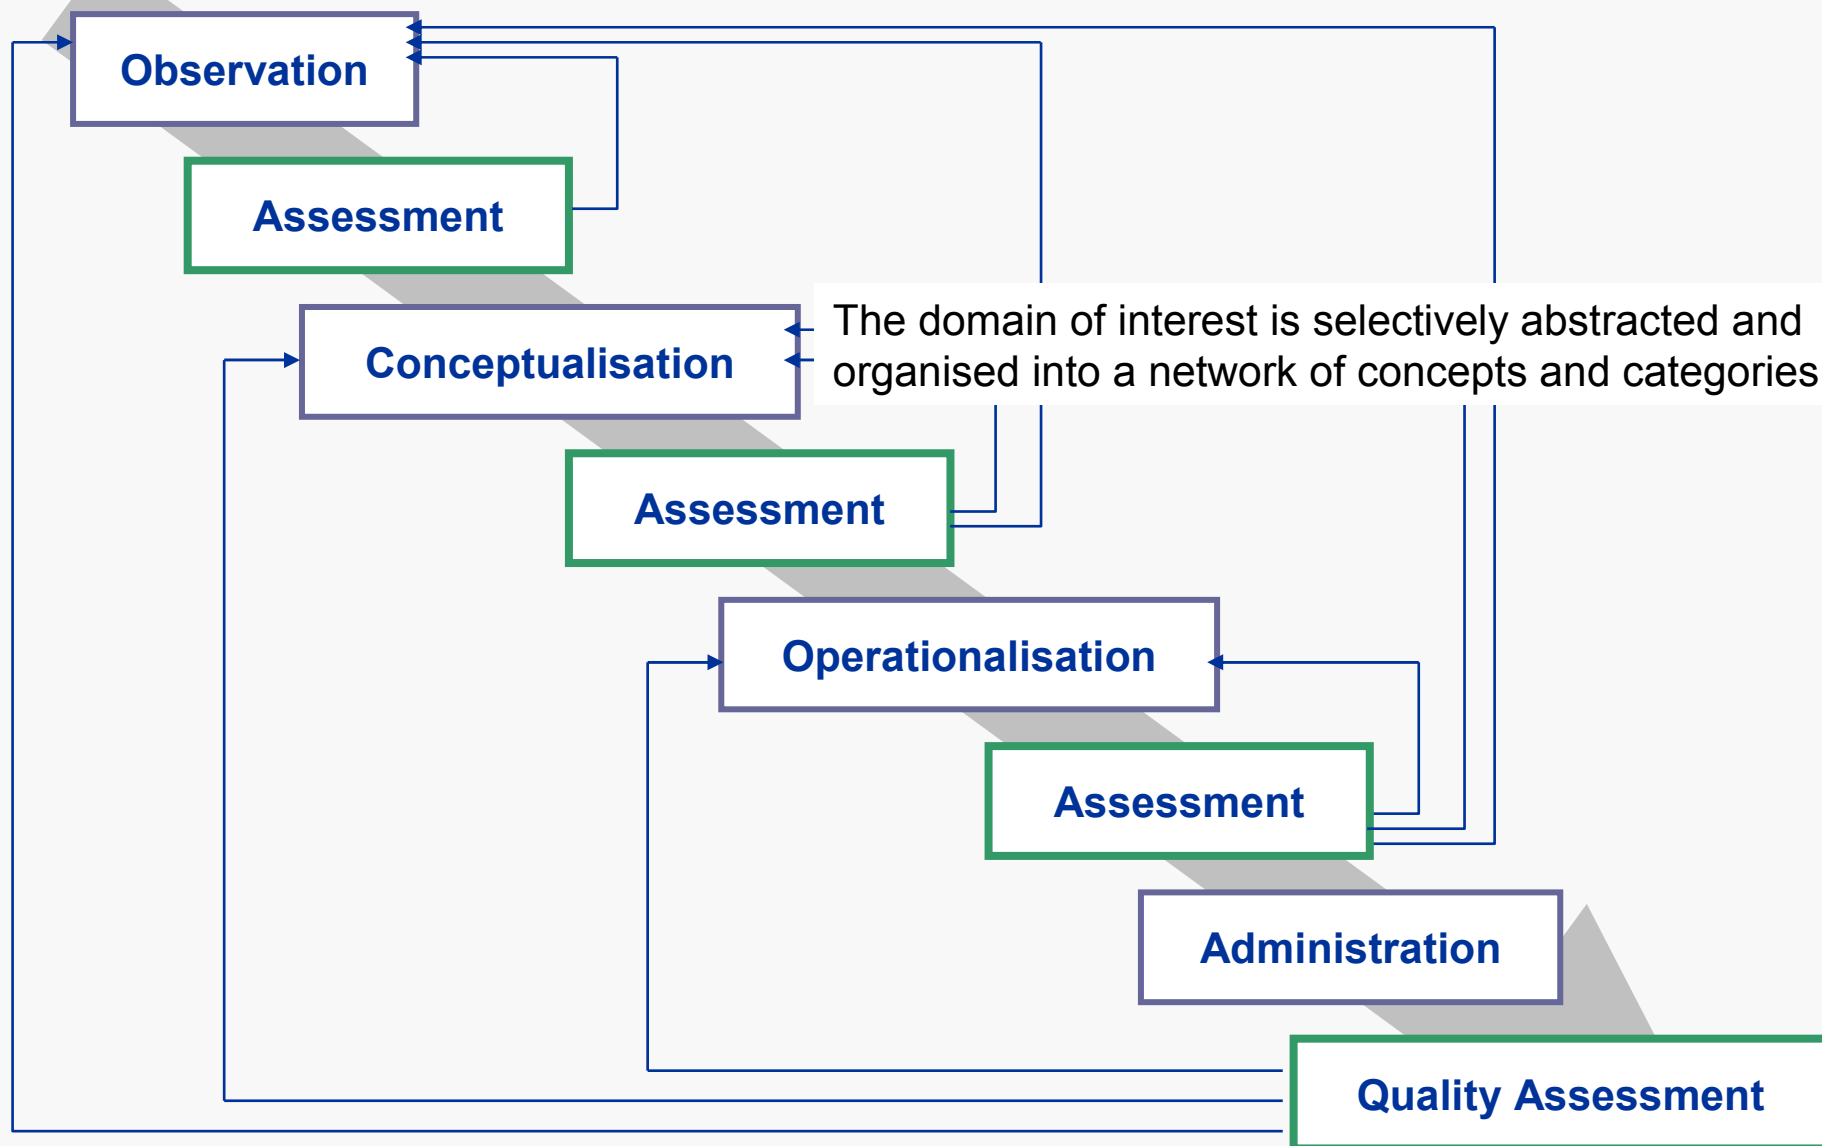 Observation
Assessment
Conceptualisation
The domain of interest is selectively abstracted and
organised into a network of concepts and categories
Assessment
Operationalisation
Assessment
Administration
Quality Assessment